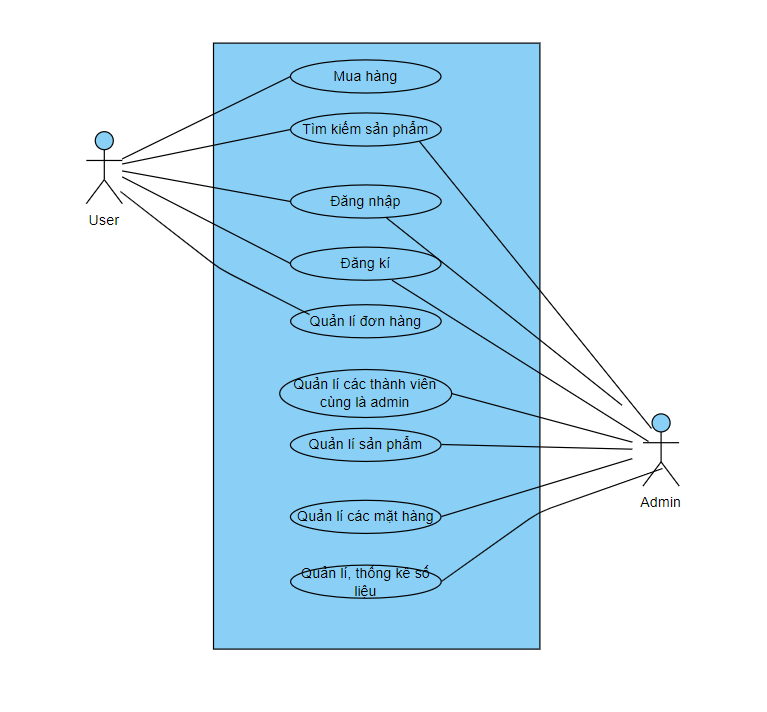 Mua hàng
Tìm kiếm sản phẩm
Đăng nhập
User
Đăng kí
Quản lí đơn hàng
Quản lí các thành viên
cùng là admin
Quản lí sản phẩm
Admin
Quản lí các mặt hàng
Quản lí, thống kê số
liệu